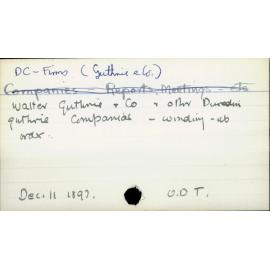 DC - Firms (Guthrie & Co.)
Companies - Reports, Meetings - etc
Walter Guthrie & Co & other Dunedin
guthrie Companies - winding-up
order.
Dec. 11 1897. O.D.T.